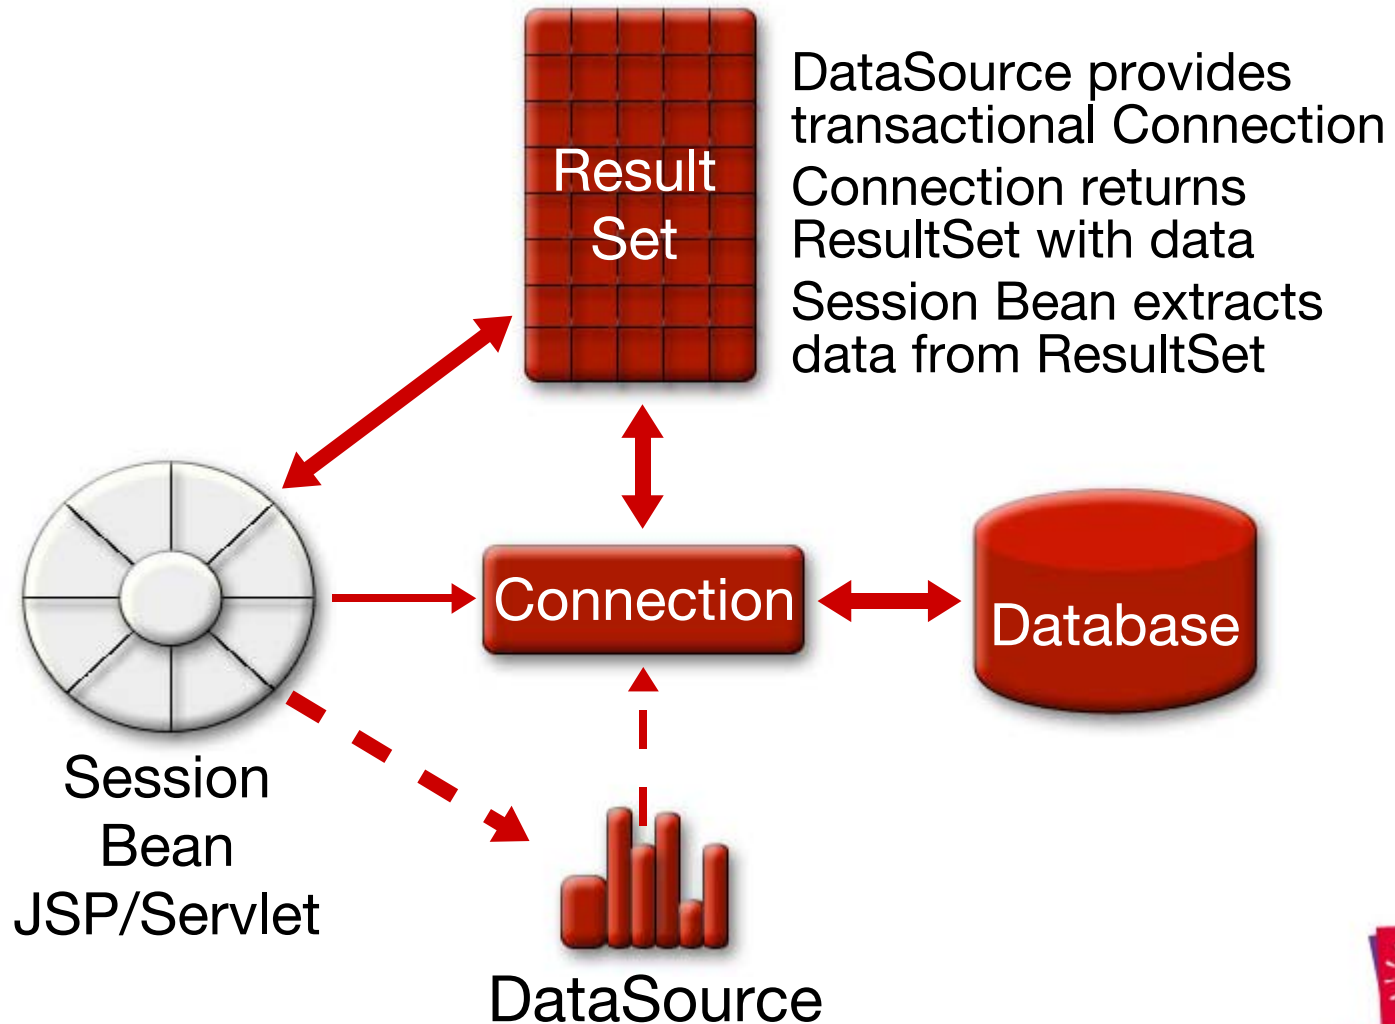 Result
Set
DataSource provides
transactional Connection
Connection returns
ResultSet with data
Session Bean extracts
data from ResultSet
Connection
Database
Session
Bean
JSP/Servlet
DataSource